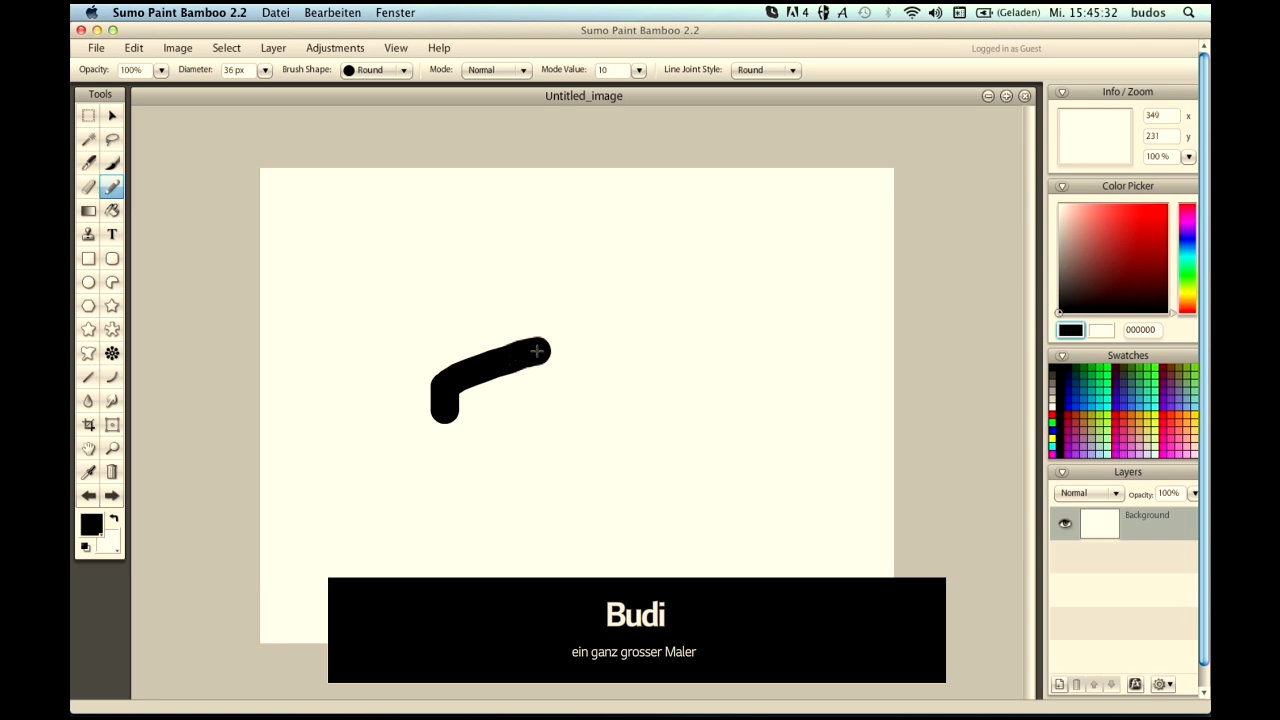 Sumo Paint Bamboo 2.2 Datei Bearbeiten Fenster 4 (Geladen) Mi. 15:45:32 budos
Sumo Paint Bamboo 2.2
File Edit Image Select Layer Adjustments View Help Logged in as Guest
Opacity: 100% Diameter: 36 px Brush Shape: Round Mode: Normal Mode Value: 10 Line Joint Style: Round
Tools
Untitled_image
Info / Zoom
349 x
231 y
100 %
Color Picker
000000
Swatches
Layers
Normal Opacity: 100%
Background
Budi
ein ganz grosser Maler